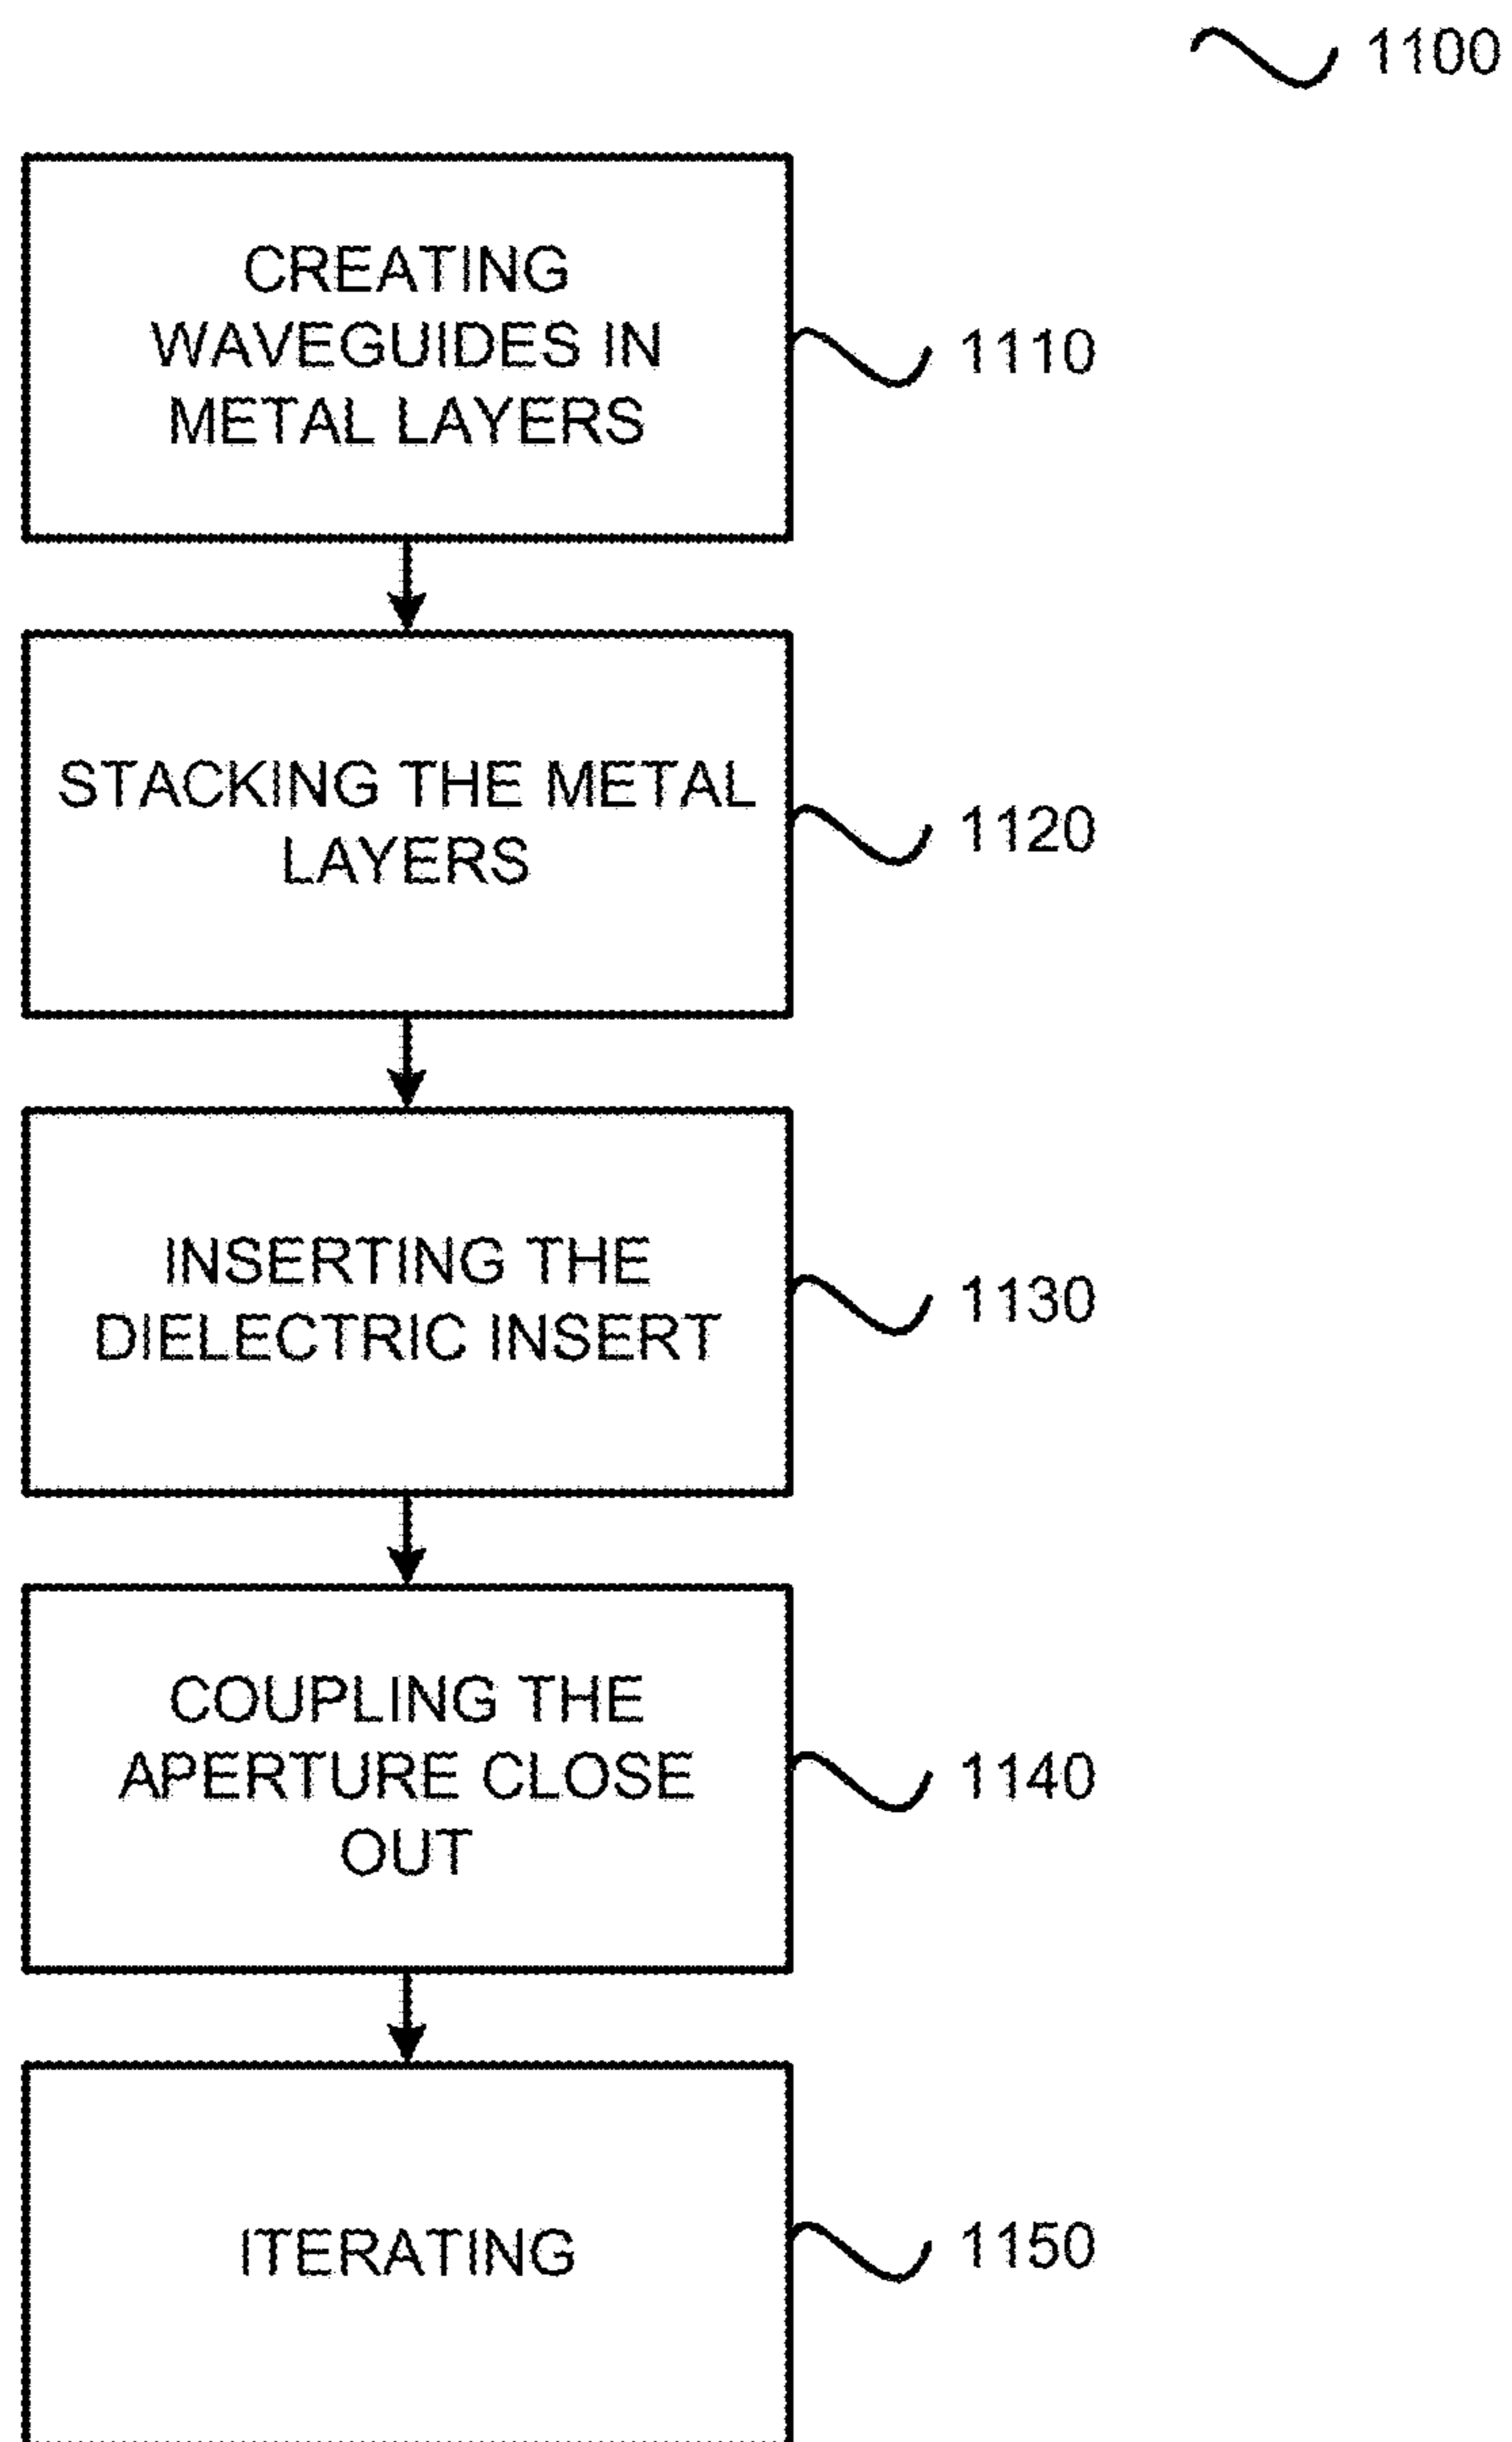 1100
CREATING
WAVEGUIDES IN
METAL LAYERS
1110
STACKING THE METAL
LAYERS
1120
INSERTING THE
DIELECTRIC INSERT
1130
COUPLING THE
APERTURE CLOSE
OUT
1140
ITERATING
1150